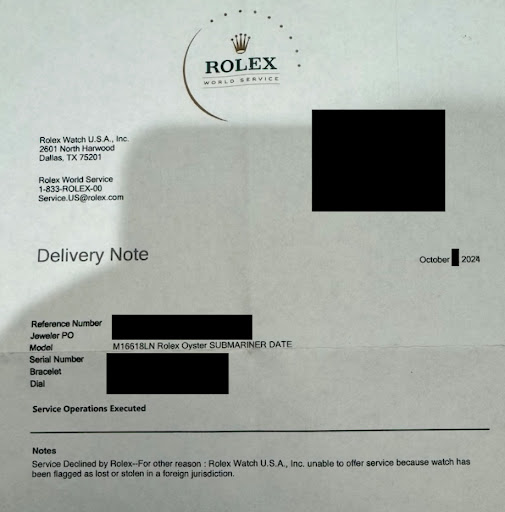 ROLEX
WORLD SERVICE
Rolex Watch U.S.A., Inc.
2601 North Harwood
Dallas, TX 75201
Rolex World Service
1-833-ROLEX-00
Service.US@rolex.com
Delivery Note
October 2024
Reference Number
Jeweler PO
Model M16618LN Rolex Oyster SUBMARINER DATE
Serial Number
Bracelet
Dial
Service Operations Executed
Notes
Service Declined by Rolex--For other reason : Rolex Watch U.S.A., Inc. unable to offer service because watch has
been flagged as lost or stolen in a foreign jurisdiction.